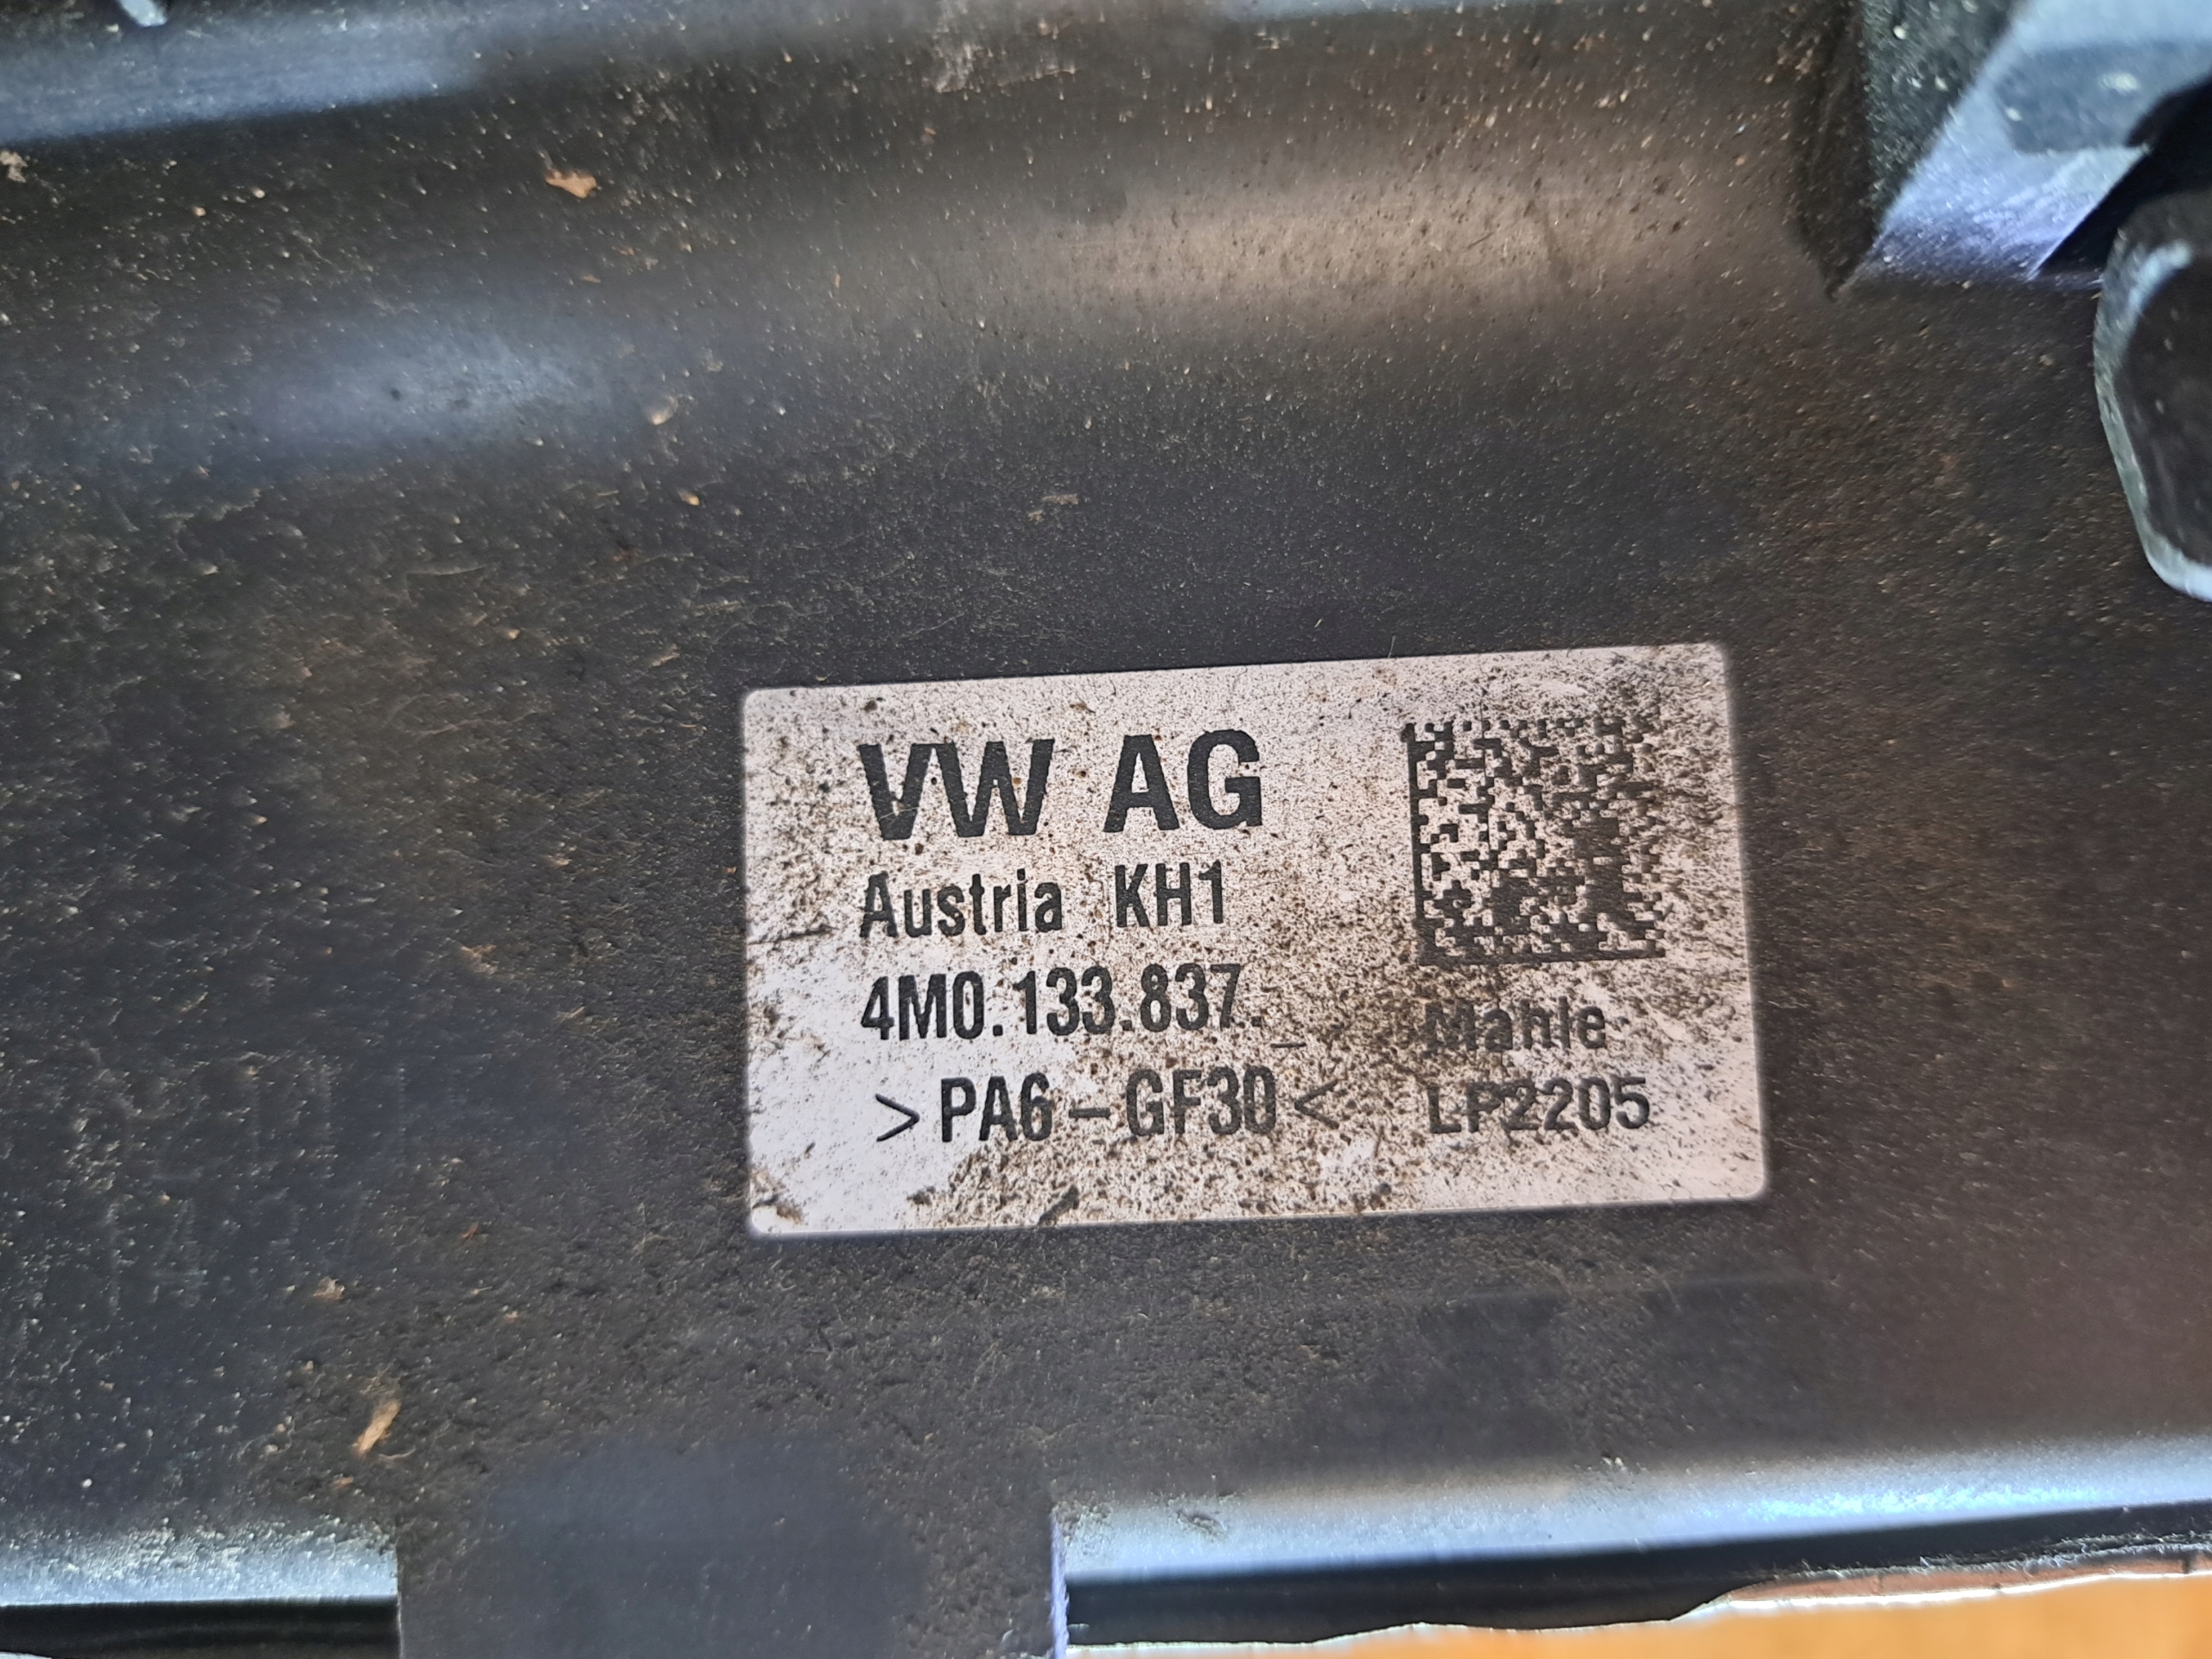 VW AG
Austria KH1
4M0.133.837._
>PA6-GF30<
Mahle
LP2205